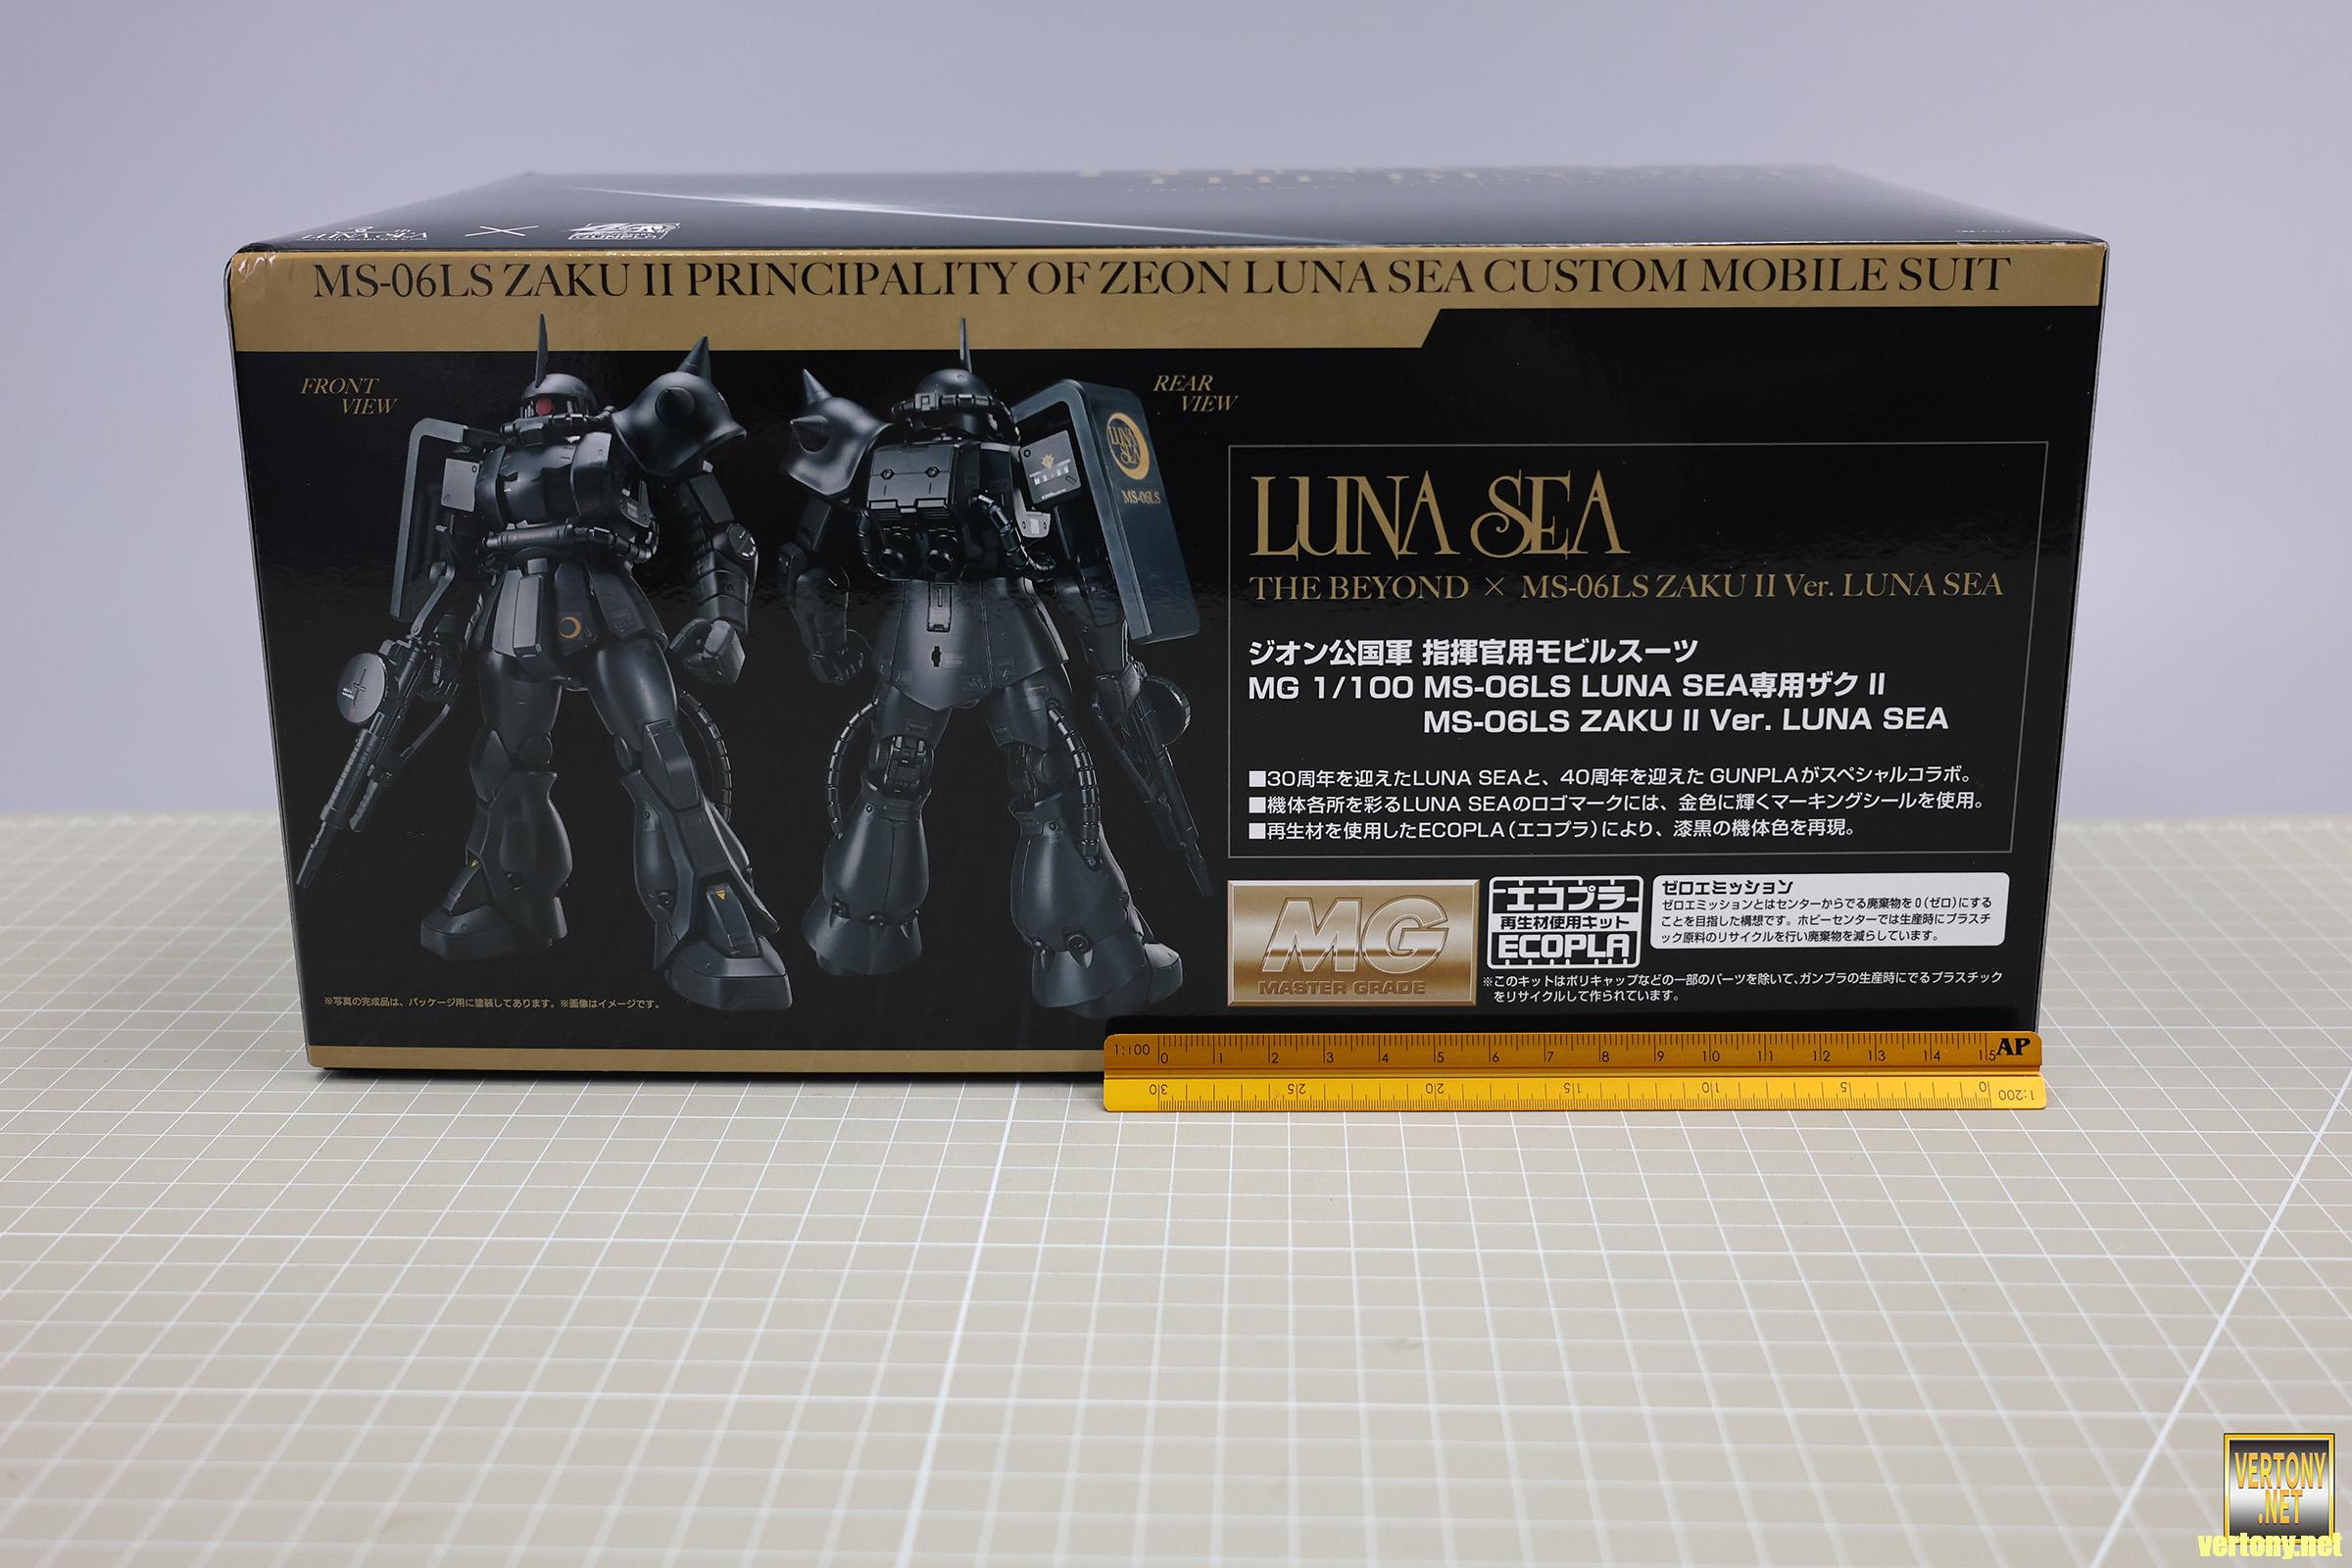 MS-06LS ZAKU II PRINCIPALITY OF ZEON LUNA SEA CUSTOM MOBILE SUIT
FRONT
VIEW
REAR
VIEW
LUNA
SEA
MS-06LS
LUNA SEA
THE BEYOND × MS-06LS ZAKU II Ver. LUNA SEA
ジオン公国軍 指揮官用モビルスーツ
MG 1/100 MS-06LS LUNA SEA専用ザク II
MS-06LS ZAKU II Ver. LUNA SEA
■30周年を迎えたLUNA SEAと、40周年を迎えた GUNPLAがスペシャルコラボ。
■機体各所を彩るLUNA SEAのロゴマークには、金色に輝くマーキングシールを使用。
■再生材を使用したECOPLA(エコプラ)により、漆黒の機体色を再現。
MG
MASTER GRADE
エコプラ
再生材使用キット
ECOPLA
ゼロエミッション
ゼロエミッションとはセンターからでる廃棄物を0(ゼロ)にする
ことを目指した構想です。ホビーセンターでは生産時にプラスチ
ック原料のリサイクルを行い廃棄物を減らしています。
※このキットはポリキャップなどの一部のパーツを除いて、ガンプラの生産時にでるプラスチック
をリサイクルして作られています。
※写真の完成品は、パッケージ用に塗装してあります。※画像はイメージです。
1:100 0 1 2 3 4 5 6 7 8 9 10 11 12 13 14 15 AP
30 25 20 15 10 5 0 1:200
VERTONY
.NET
vertony.net